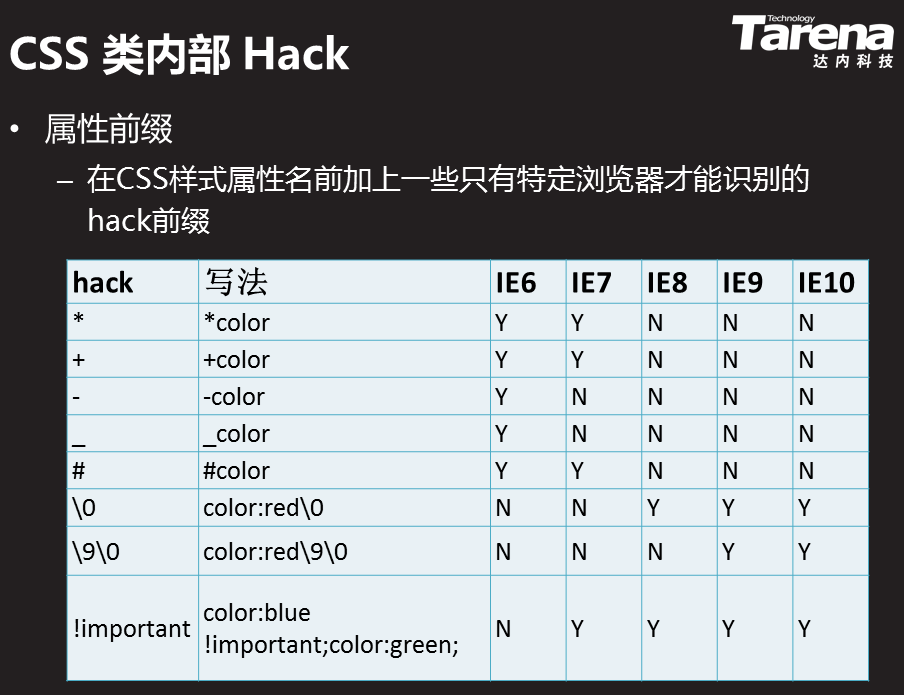 CSS 类内部 Hack
Technology
Tarena
达内科技
• 属性前缀
– 在CSS样式属性名前加上一些只有特定浏览器才能识别的
hack前缀
hack 写法 IE6 IE7 IE8 IE9 IE10
* *color Y Y N N N
+ +color Y Y N N N
- -color Y N N N N
_ _color Y N N N N
# #color Y Y N N N
\0 color:red\0 N N Y Y Y
\9\0 color:red\9\0 N N N Y Y
!important color:blue
!important;color:green; N Y Y Y Y